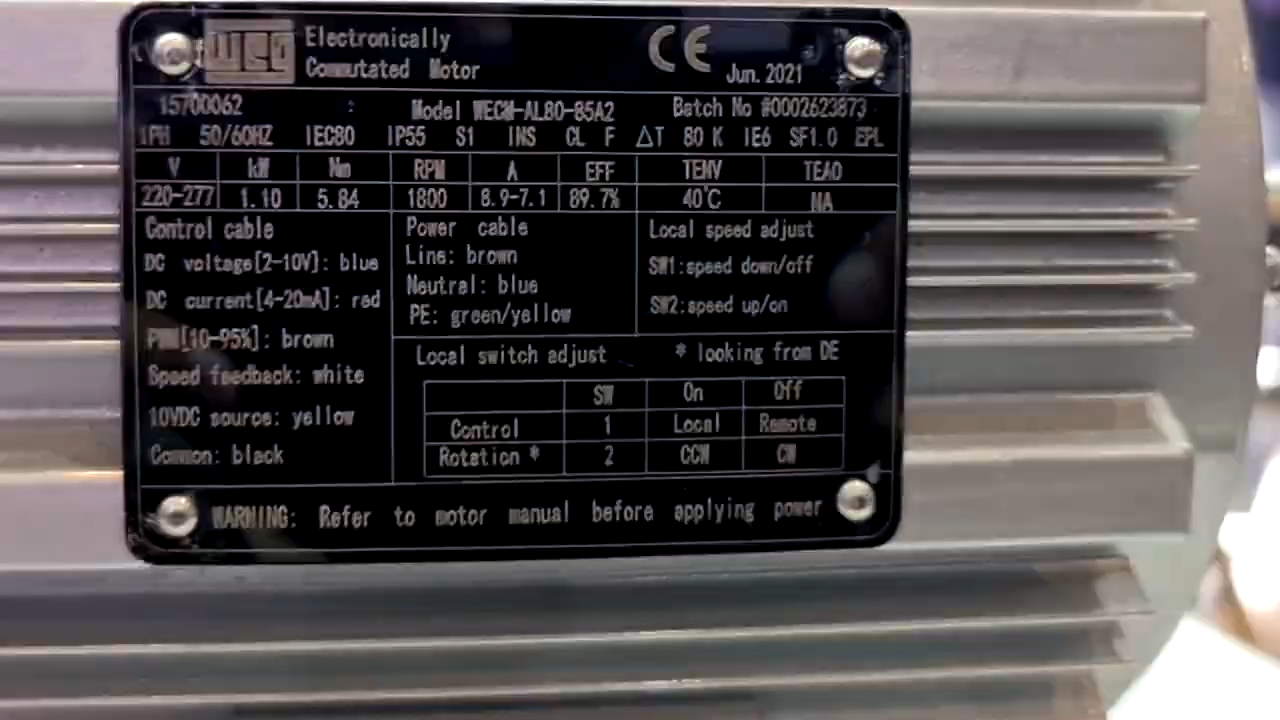 WEG
Electronically
Commutated Motor
CE
Jun. 2021
15700062 : Model WECM-AL80-85A2 Batch No #0002623873
1PH 50/60HZ IEC80 IP55 S1 INS CL F △T 80 K IE6 SF1.0 EPL
V kW Nm RPM A EFF TENV TEAO
220-277 1.10 5.84 1800 8.9-7.1 89.7% 40℃ NA
Control cable
DC voltage[2-10V]: blue
DC current[4-20mA]: red
PWM[10-95%]: brown
Speed feedback: white
10VDC source: yellow
Common: black
Power cable
Line: brown
Neutral: blue
PE: green/yellow
Local speed adjust
SW1:speed down/off
SW2:speed up/on
Local switch adjust * looking from DE
SW On Off
Control 1 Local Remote
Rotation * 2 CCW CW
WARNING: Refer to motor manual before applying power